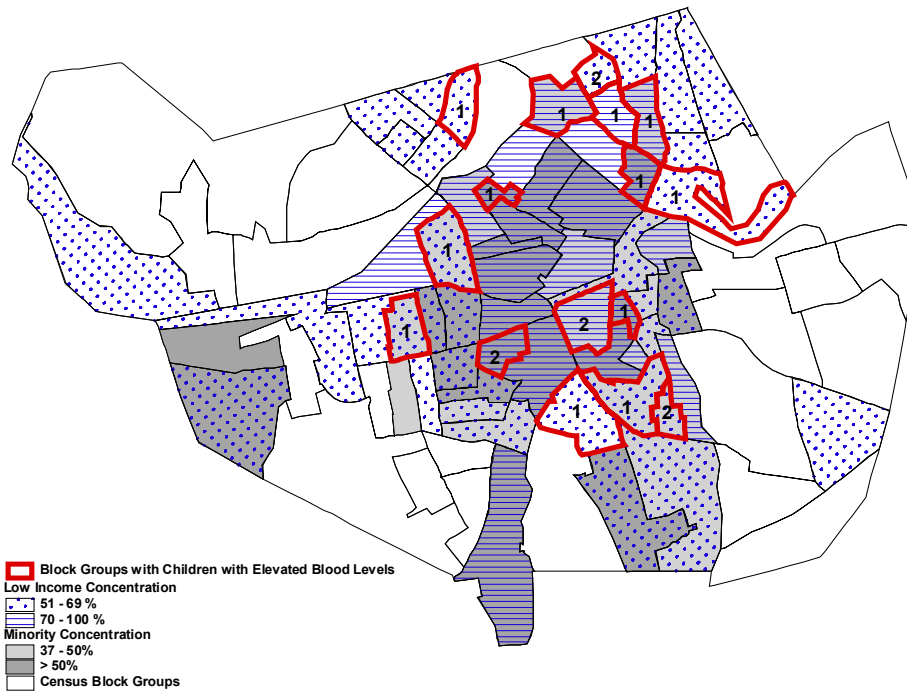 2
1
1
1
1
1
1
1
1
1
1
2
1
2
1
1
2
Block Groups with Children with Elevated Blood Levels
Low Income Concentration
51 - 69 %
70 - 100 %
Minority Concentration
37 - 50%
> 50%
Census Block Groups